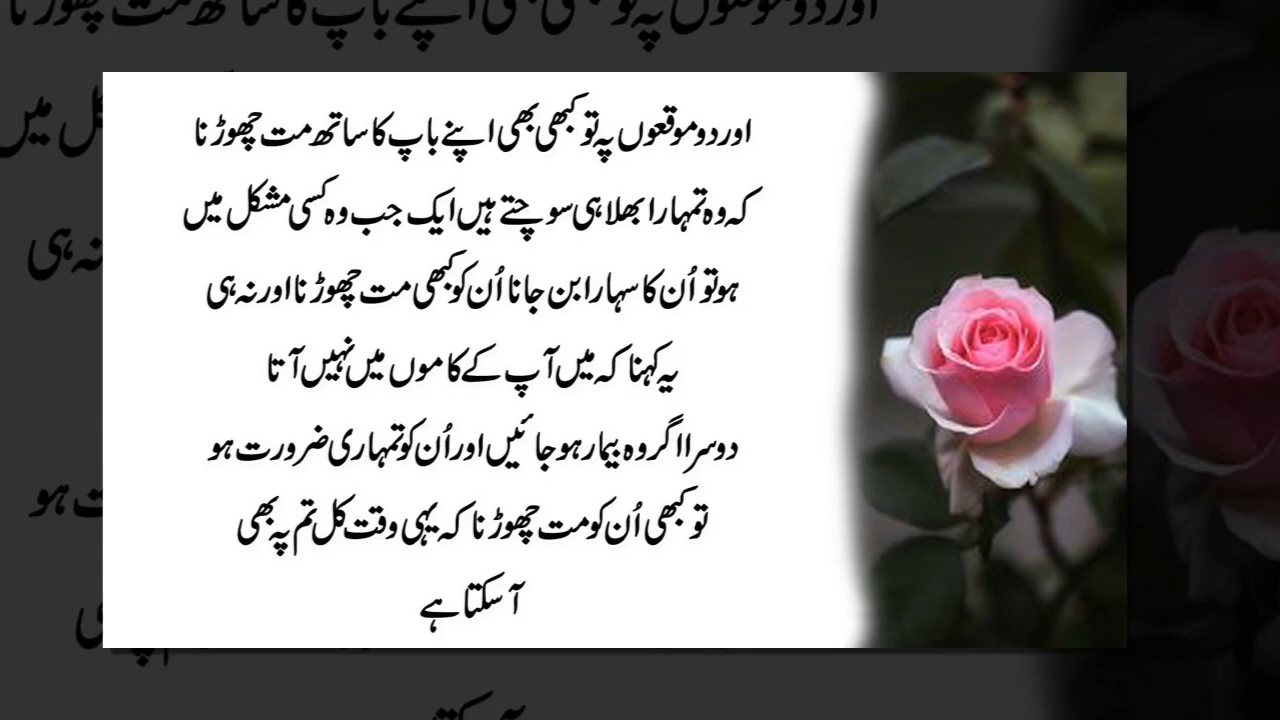 اور دو موقعوں پہ تو کبھی بھی اپنے باپ کا ساتھ مت چھوڑنا
کہ وہ تمہارا بھلا ہی سوچتے ہیں ایک جب وہ کسی مشکل میں
ہو تو اُن کا سہارا بن جانا اُن کو کبھی مت چھوڑنا اور نہ ہی
یہ کہنا کہ میں آپ کے کاموں میں نہیں آتا
دوسرا اگر وہ بیمار ہو جائیں اور اُن کو تمہاری ضرورت ہو
تو کبھی اُن کو مت چھوڑنا کہ یہی وقت کل تم پہ بھی
آ سکتا ہے